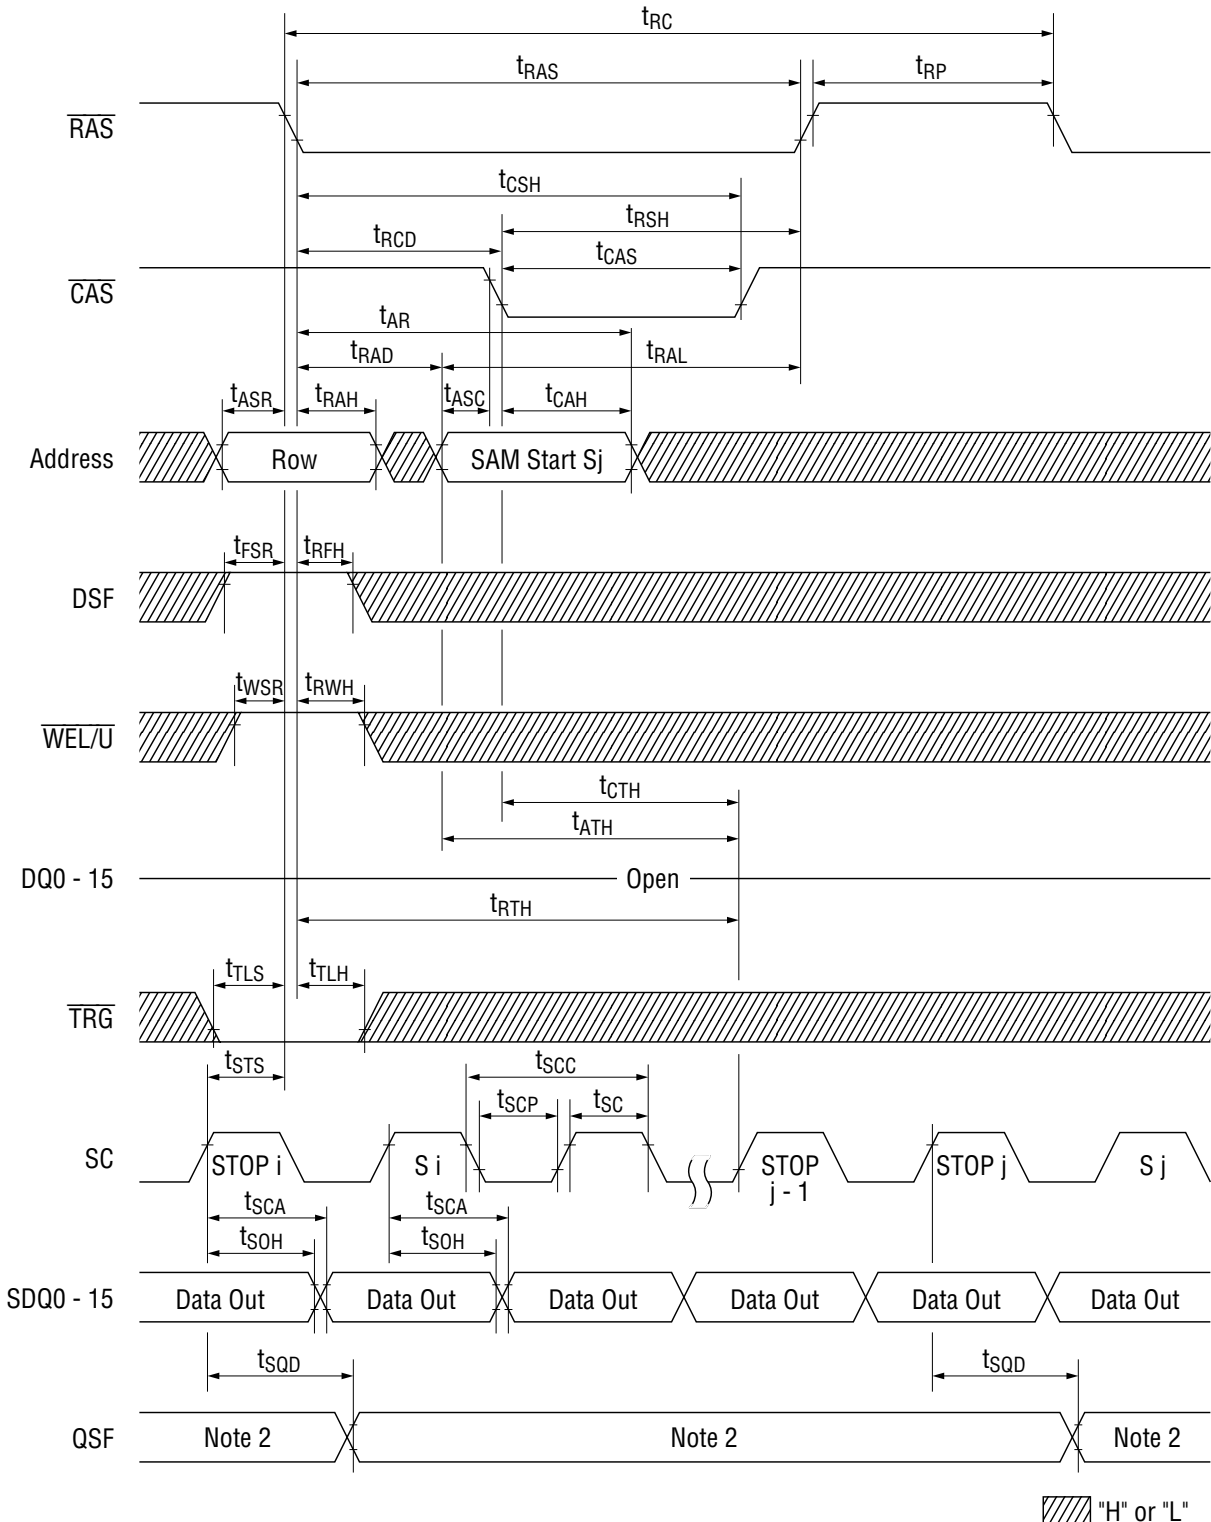 tRC
tRAS
tRP
RAS
tCSH
tRSH
tRCD
tCAS
CAS
tAR
tRAD
tRAL
tASR
tRAH
tASC
tCAH
Address
Row
SAM Start Sj
tFSR
tRFH
DSF
tWSR
tRWH
WEL/U
tCTH
tATH
DQ0 - 15
Open
tRTH
tTLS
tTLH
TRG
tSTS
tSCC
tSCP
tSC
SC
STOP i
S i
STOP
j - 1
STOP j
S j
tSCA
tSCA
tSOH
tSOH
SDQ0 - 15
Data Out
Data Out
Data Out
Data Out
Data Out
Data Out
tSQD
tSQD
QSF
Note 2
Note 2
Note 2
"H" or "L"